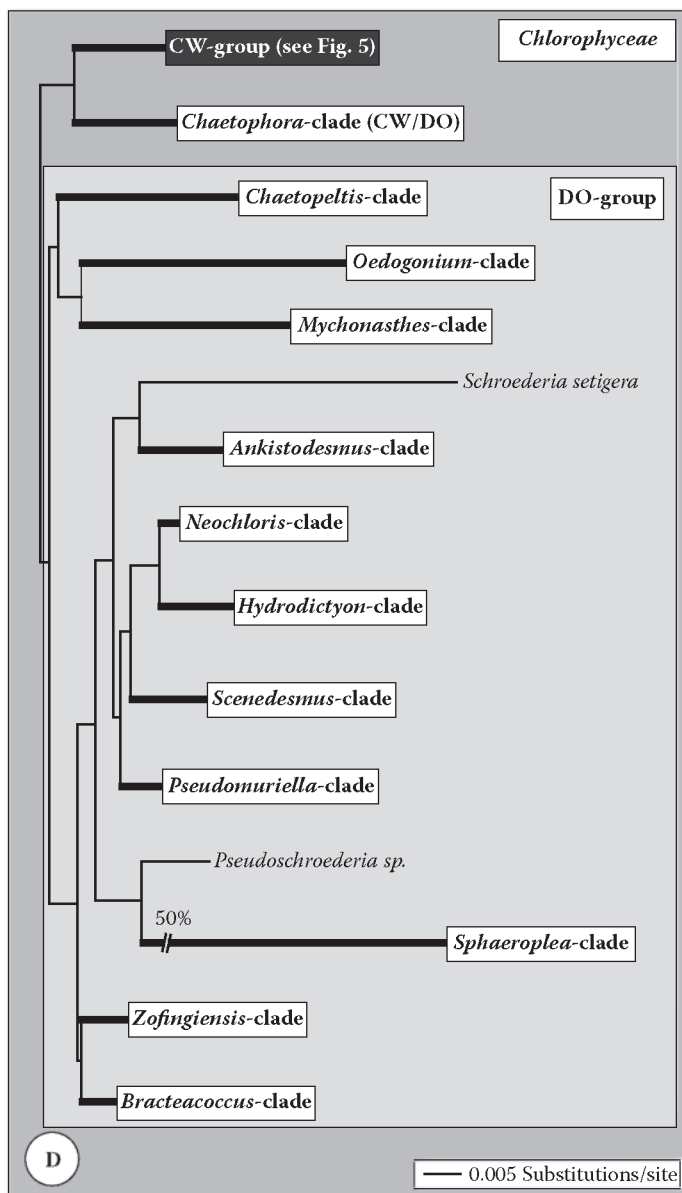 CW-group (see Fig. 5)
Chlorophyceae
Chaetophora-clade (CW/DO)
Chaetopeltis-clade
DO-group
Oedogonium-clade
Mychonasthes-clade
Schroederia setigera
Ankistodesmus-clade
Neochloris-clade
Hydrodictyon-clade
Scenedesmus-clade
Pseudomuriella-clade
Pseudoschroederia sp.
50%
Sphaeroplea-clade
Zofingiensis-clade
Bracteacoccus-clade
D
0.005 Substitutions/site